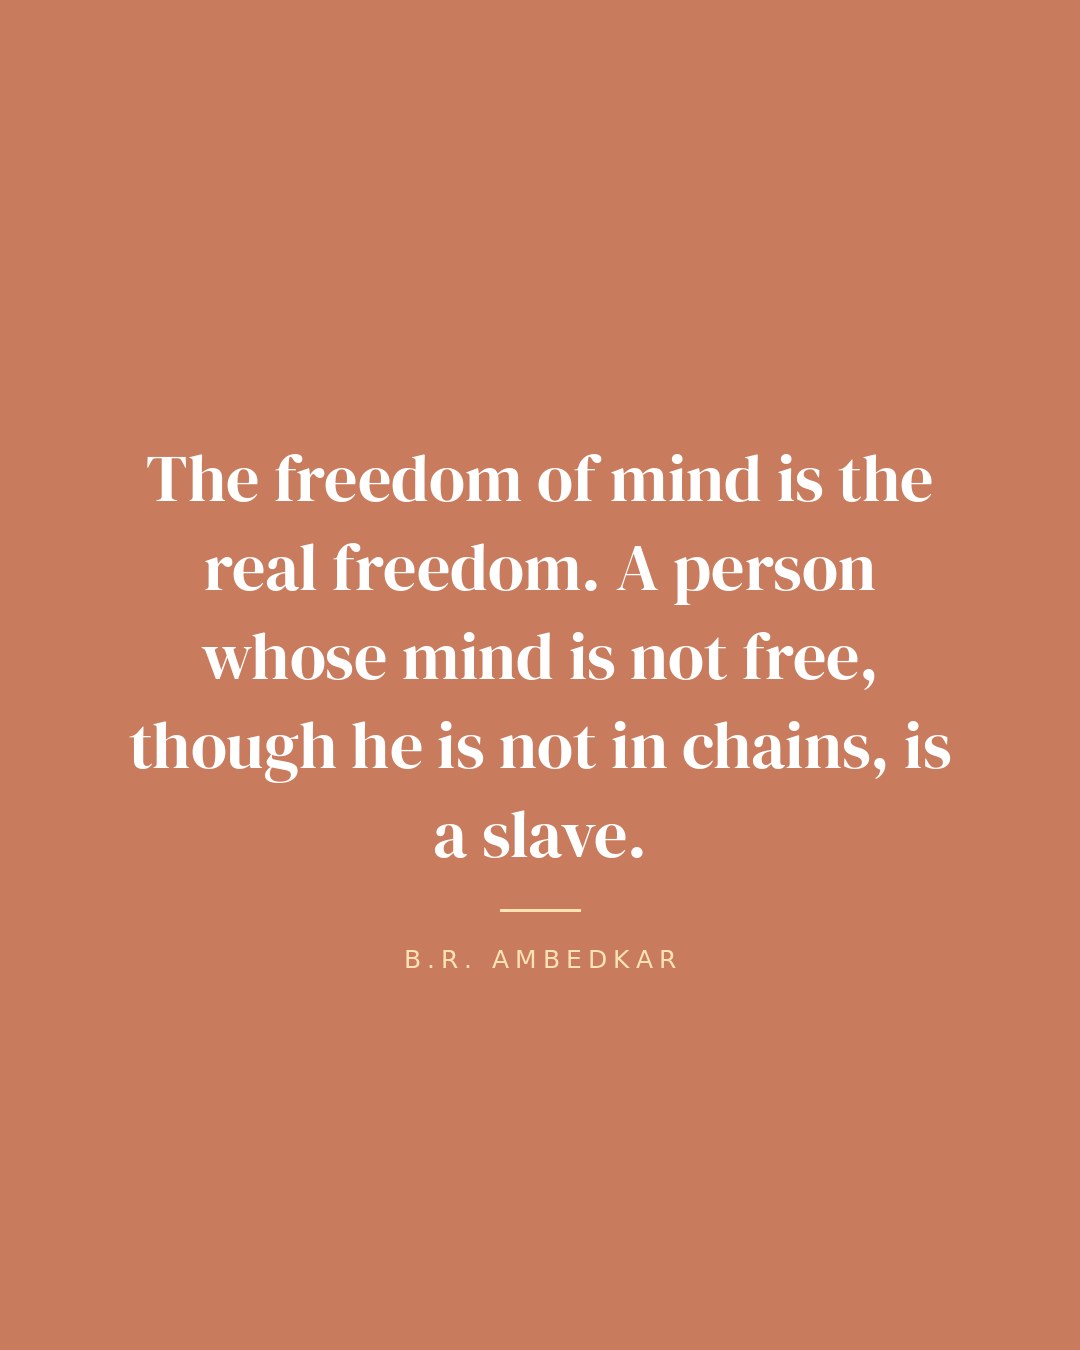 The freedom of mind is the
real freedom. A person
whose mind is not free,
though he is not in chains, is
a slave.
B.R. AMBEDKAR